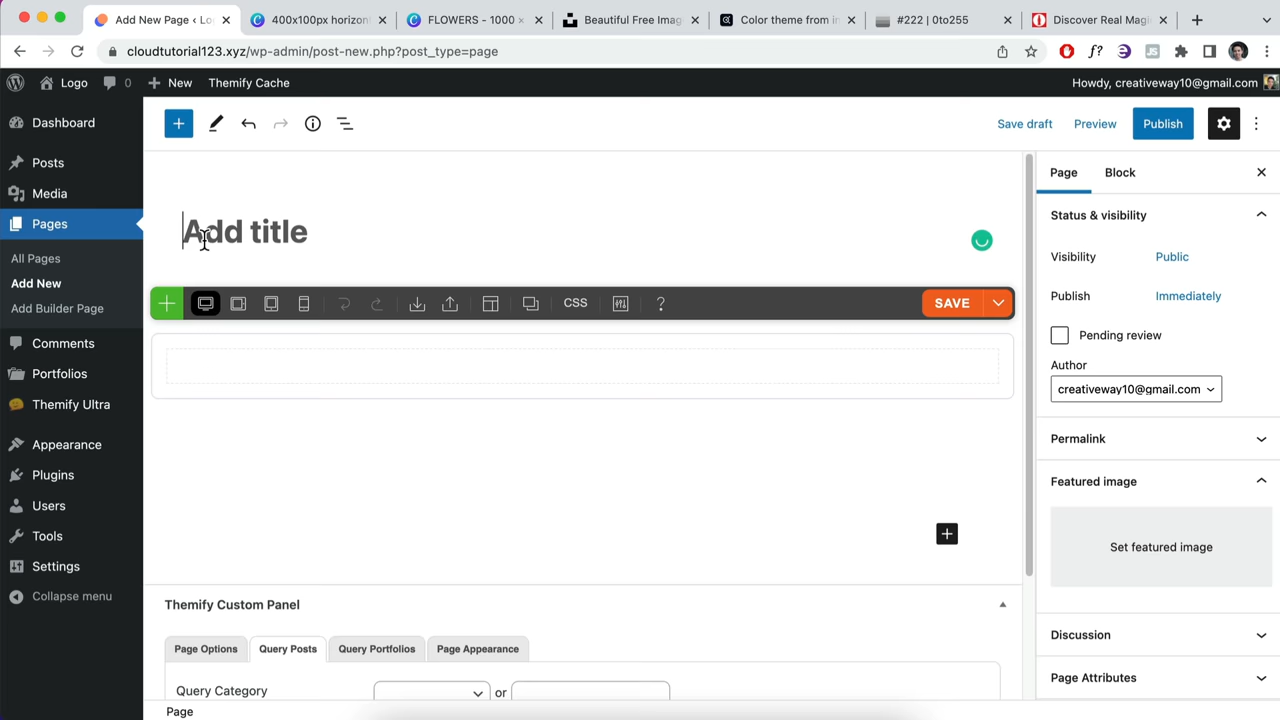 Add New Page ‹ Lo
400x100px horizon
FLOWERS - 1000 ×
Beautiful Free Imag
Color theme from im
#222 | 0to255
Discover Real Magi
cloudtutorial123.xyz/wp-admin/post-new.php?post_type=page
Logo
0
New
Themify Cache
Howdy, creativeway10@gmail.com
Dashboard
Posts
Media
Pages
All Pages
Add New
Add Builder Page
Comments
Portfolios
Themify Ultra
Appearance
Plugins
Users
Tools
Settings
Collapse menu
Save draft
Preview
Publish
Add title
CSS
?
SAVE
Themify Custom Panel
Page Options
Query Posts
Query Portfolios
Page Appearance
Query Category
or
Page
Page
Block
Status & visibility
Visibility
Public
Publish
Immediately
Pending review
Author
creativeway10@gmail.com
Permalink
Featured image
Set featured image
Discussion
Page Attributes